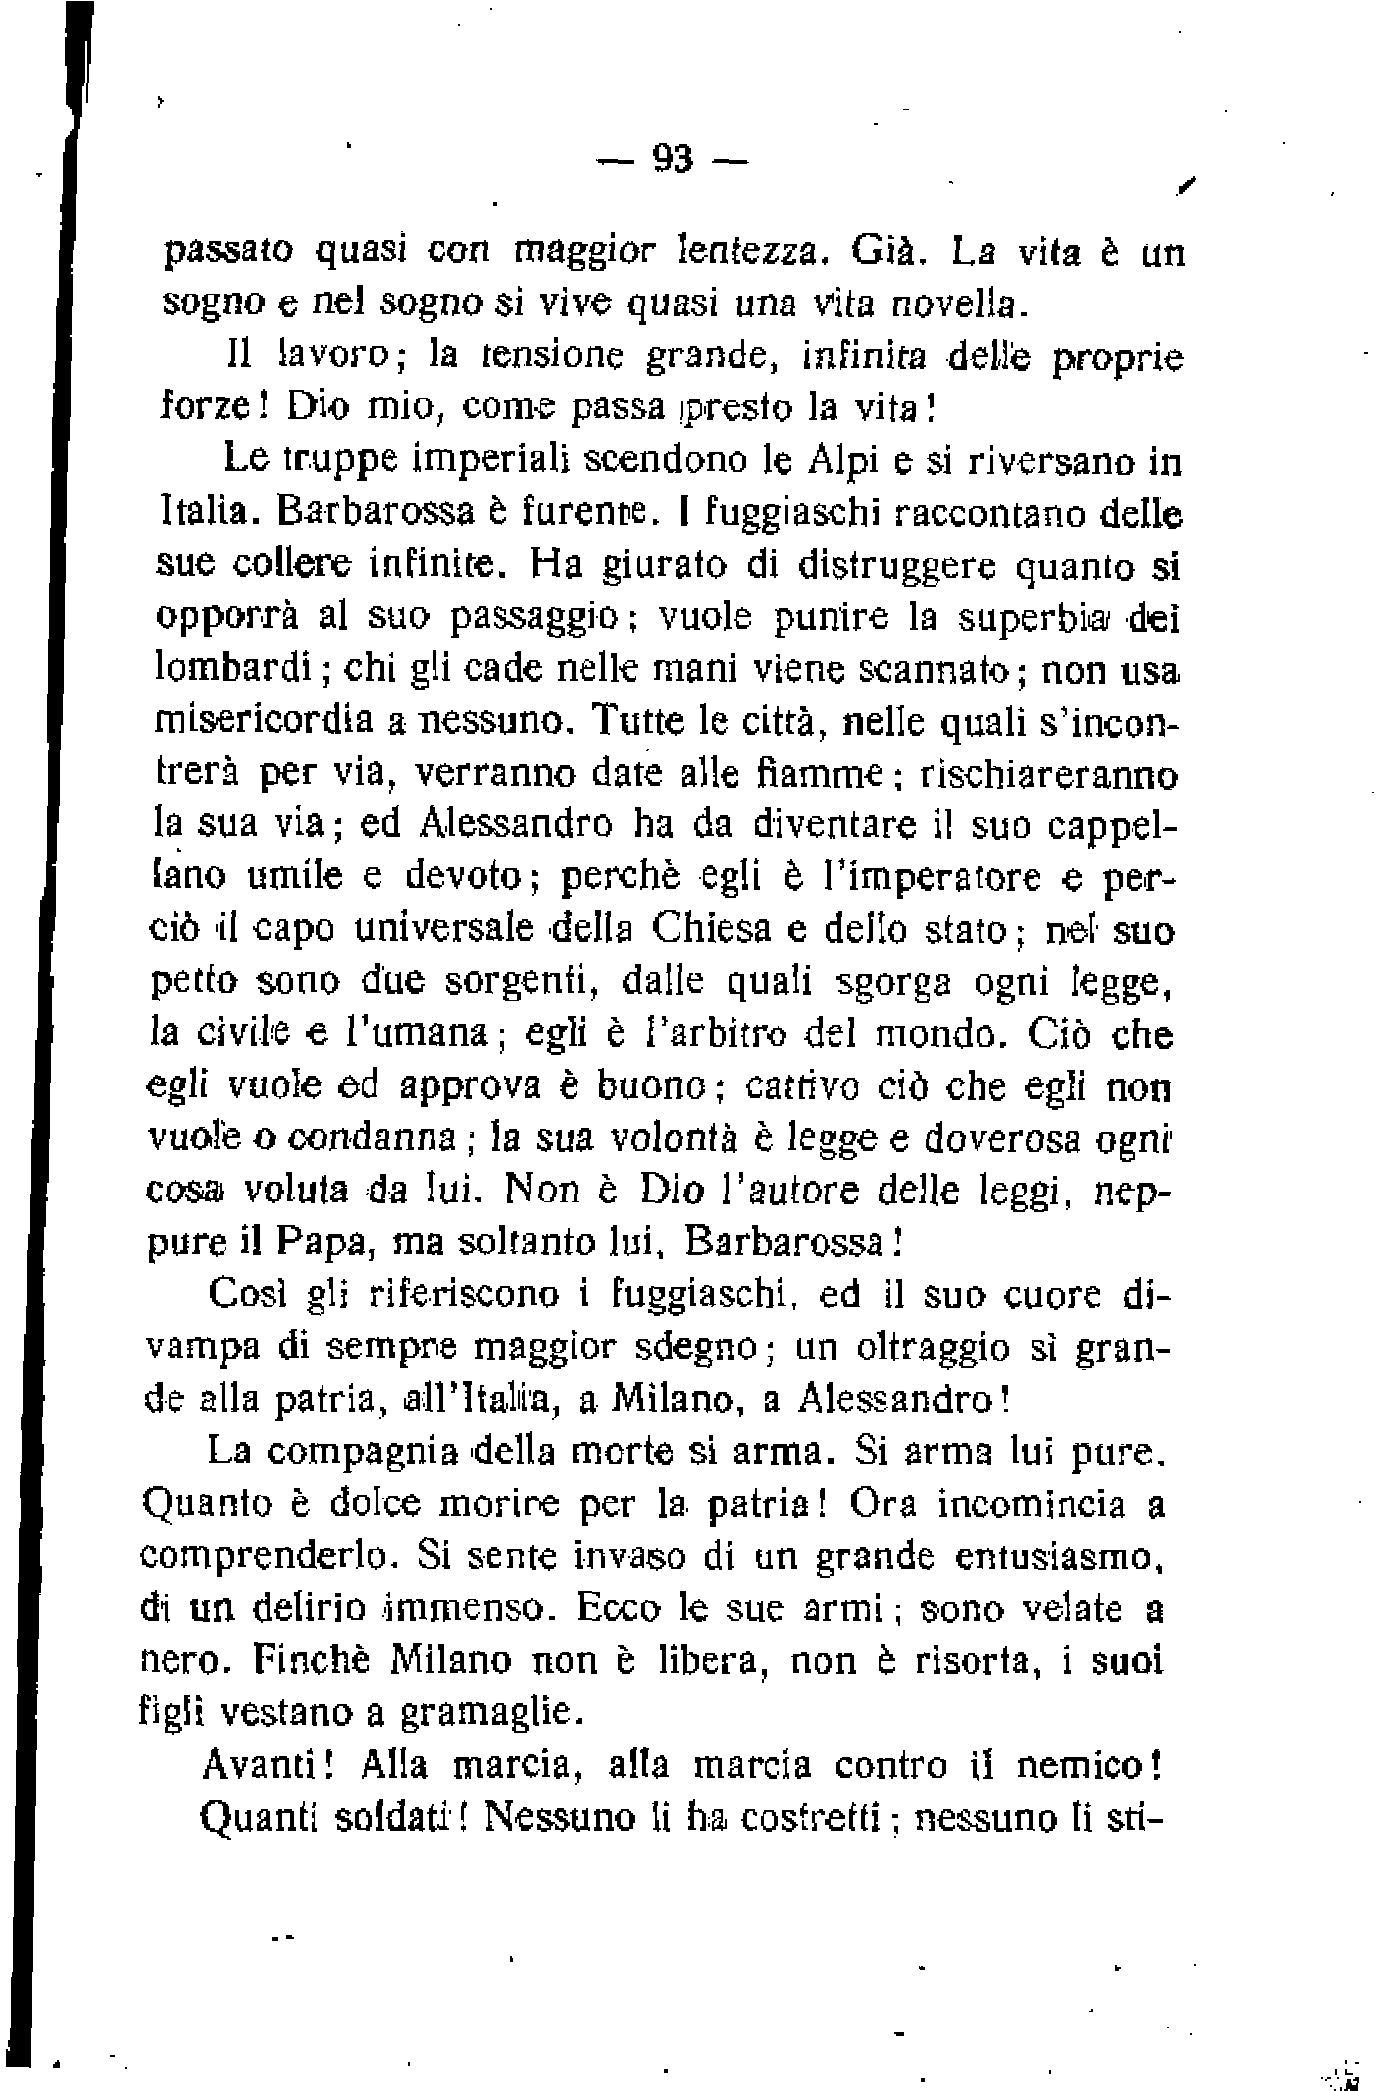 — 93 —
passato quasi con maggior lentezza. Già. La vita è un
sogno e nel sogno si vive quasi una vita novella.
Il lavoro; la tensione grande, infinita delle proprie
forze! Dio mio, come passa presto la vita!
Le truppe imperiali scendono le Alpi e si riversano in
Italia. Barbarossa è furente. I fuggiaschi raccontano delle
sue collere infinite. Ha giurato di distruggere quanto si
opporrà al suo passaggio; vuole punire la superbia dei
lombardi; chi gli cade nelle mani viene scannato; non usa
misericordia a nessuno. Tutte le città, nelle quali s'incon-
trerà per via, verranno date alle fiamme; rischiareranno
la sua via; ed Alessandro ha da diventare il suo cappel-
lano umile e devoto; perchè egli è l'imperatore e per-
ciò il capo universale della Chiesa e dello stato; nel suo
petto sono due sorgenti, dalle quali sgorga ogni legge,
la civile e l'umana; egli è l'arbitro del mondo. Ciò che
egli vuole ed approva è buono; cattivo ciò che egli non
vuole o condanna; la sua volontà è legge e doverosa ogni
cosa voluta da lui. Non è Dio l'autore delle leggi, nep-
pure il Papa, ma soltanto lui, Barbarossa!
Così gli riferiscono i fuggiaschi, ed il suo cuore di-
vampa di sempre maggior sdegno; un oltraggio sì gran-
de alla patria, all'Italia, a Milano, a Alessandro!
La compagnia della morte si arma. Si arma lui pure.
Quanto è dolce morire per la patria! Ora incomincia a
comprenderlo. Si sente invaso di un grande entusiasmo,
di un delirio immenso. Ecco le sue armi; sono velate a
nero. Finchè Milano non è libera, non è risorta, i suoi
figli vestano a gramaglie.
Avanti! Alla marcia, alla marcia contro il nemico!
Quanti soldati! Nessuno li ha costretti; nessuno li sti-